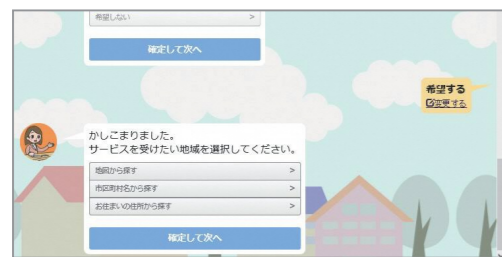 希望しない >
確定して次へ
希望する
変更する
かしこまりました。
サービスを受けたい地域を選択してください。
地図から探す >
市区町村名から探す >
お住まいの住所から探す >
確定して次へ